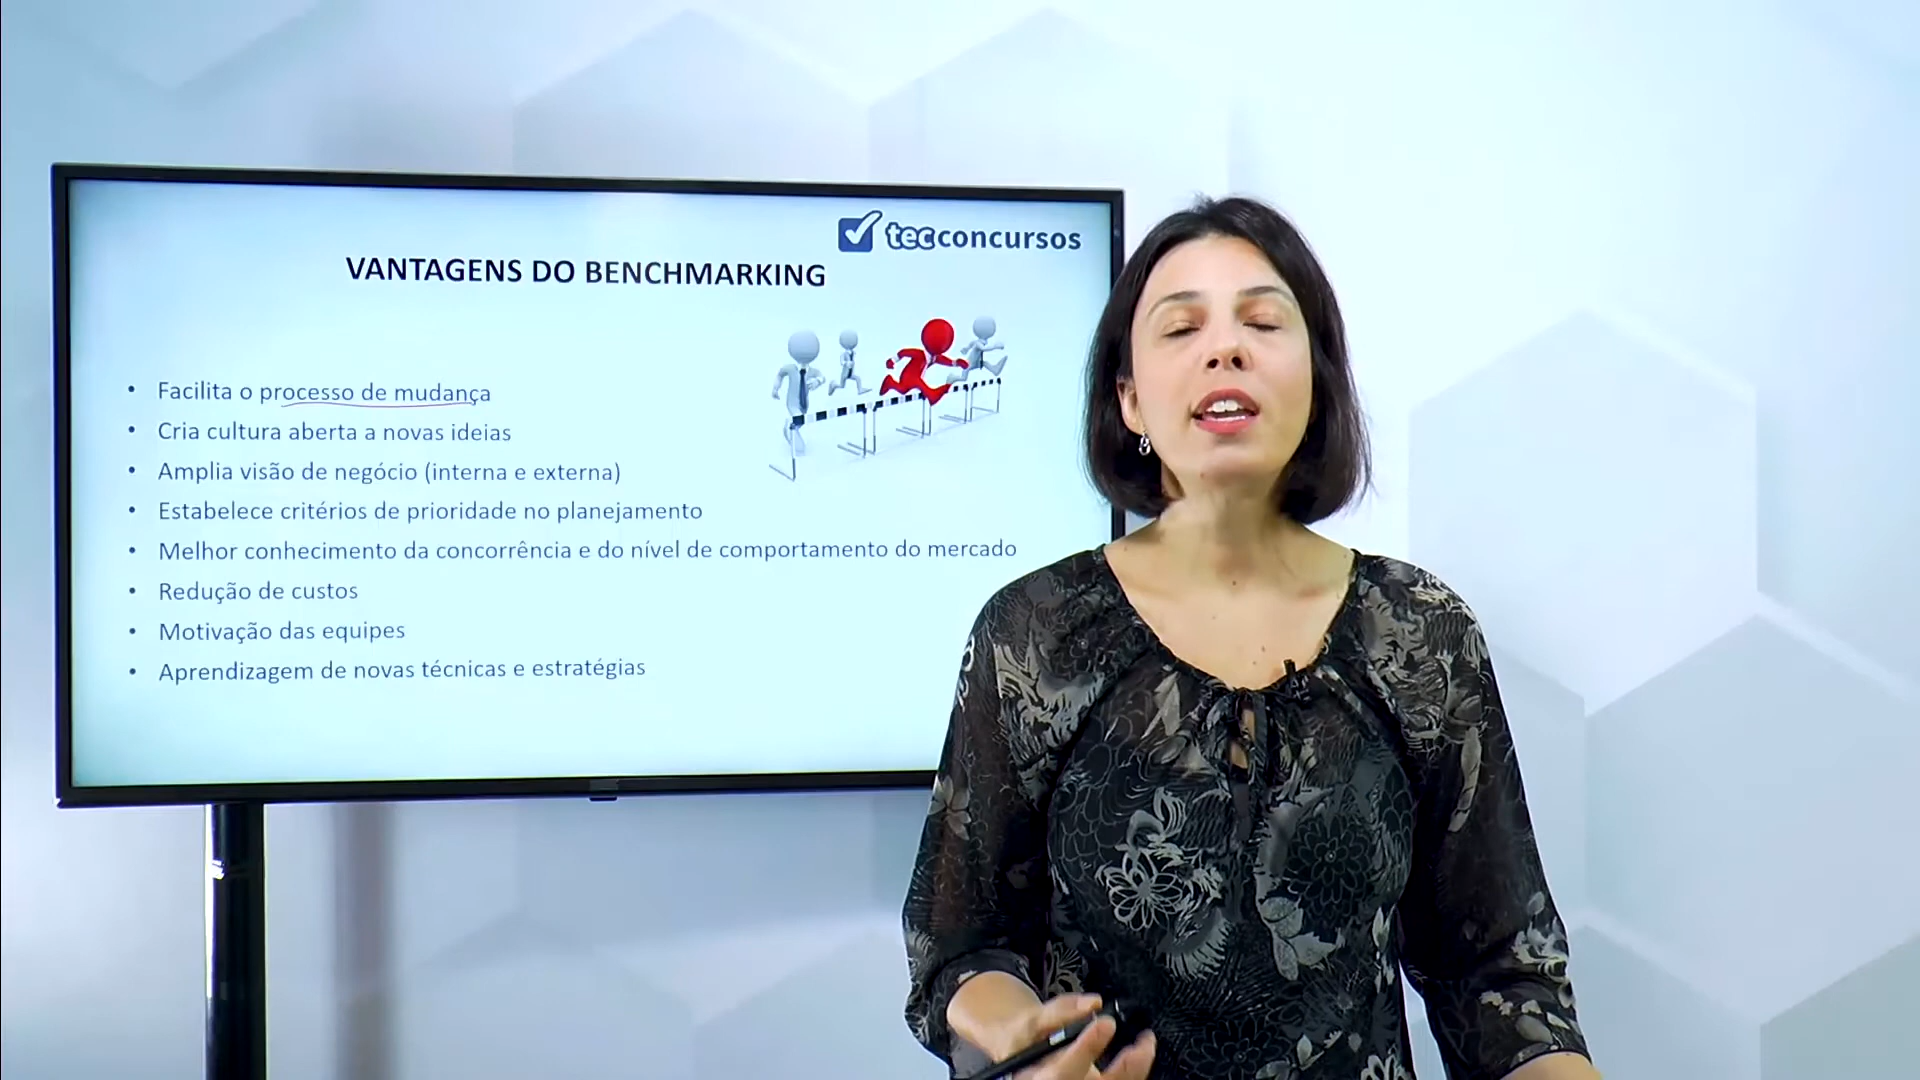 tecconcursos
VANTAGENS DO BENCHMARKING
• Facilita o processo de mudança
• Cria cultura aberta a novas ideias
• Amplia visão de negócio (interna e externa)
• Estabelece critérios de prioridade no planejamento
• Melhor conhecimento da concorrência e do nível de comportamento do mercado
• Redução de custos
• Motivação das equipes
• Aprendizagem de novas técnicas e estratégias